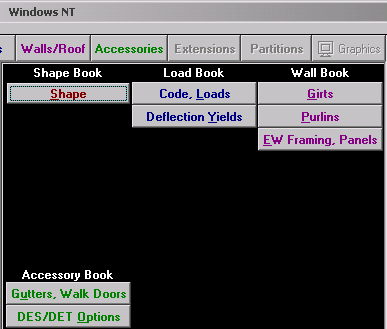 Windows NT
s Walls/Roof Accessories Extensions Partitions Graphics
Shape Book Load Book Wall Book
Shape Code, Loads Girts
Deflection Yields Purlins
EW Framing, Panels
Accessory Book
Gutters, Walk Doors
DES/DET Options